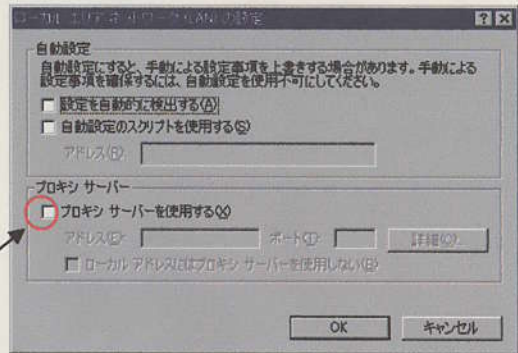 ローカル エリア ネットワーク (LAN) の設定
自動設定
自動設定にすると、手動による設定事項を上書きする場合があります。手動による
設定事項を確保するには、自動設定を使用不可にしてください。
設定を自動的に検出する(A)
自動設定のスクリプトを使用する(S)
アドレス(R):
プロキシ サーバー
プロキシ サーバーを使用する(X)
アドレス(E): ポート(T): 詳細(C)...
ローカル アドレスにはプロキシ サーバーを使用しない(B)
OK キャンセル